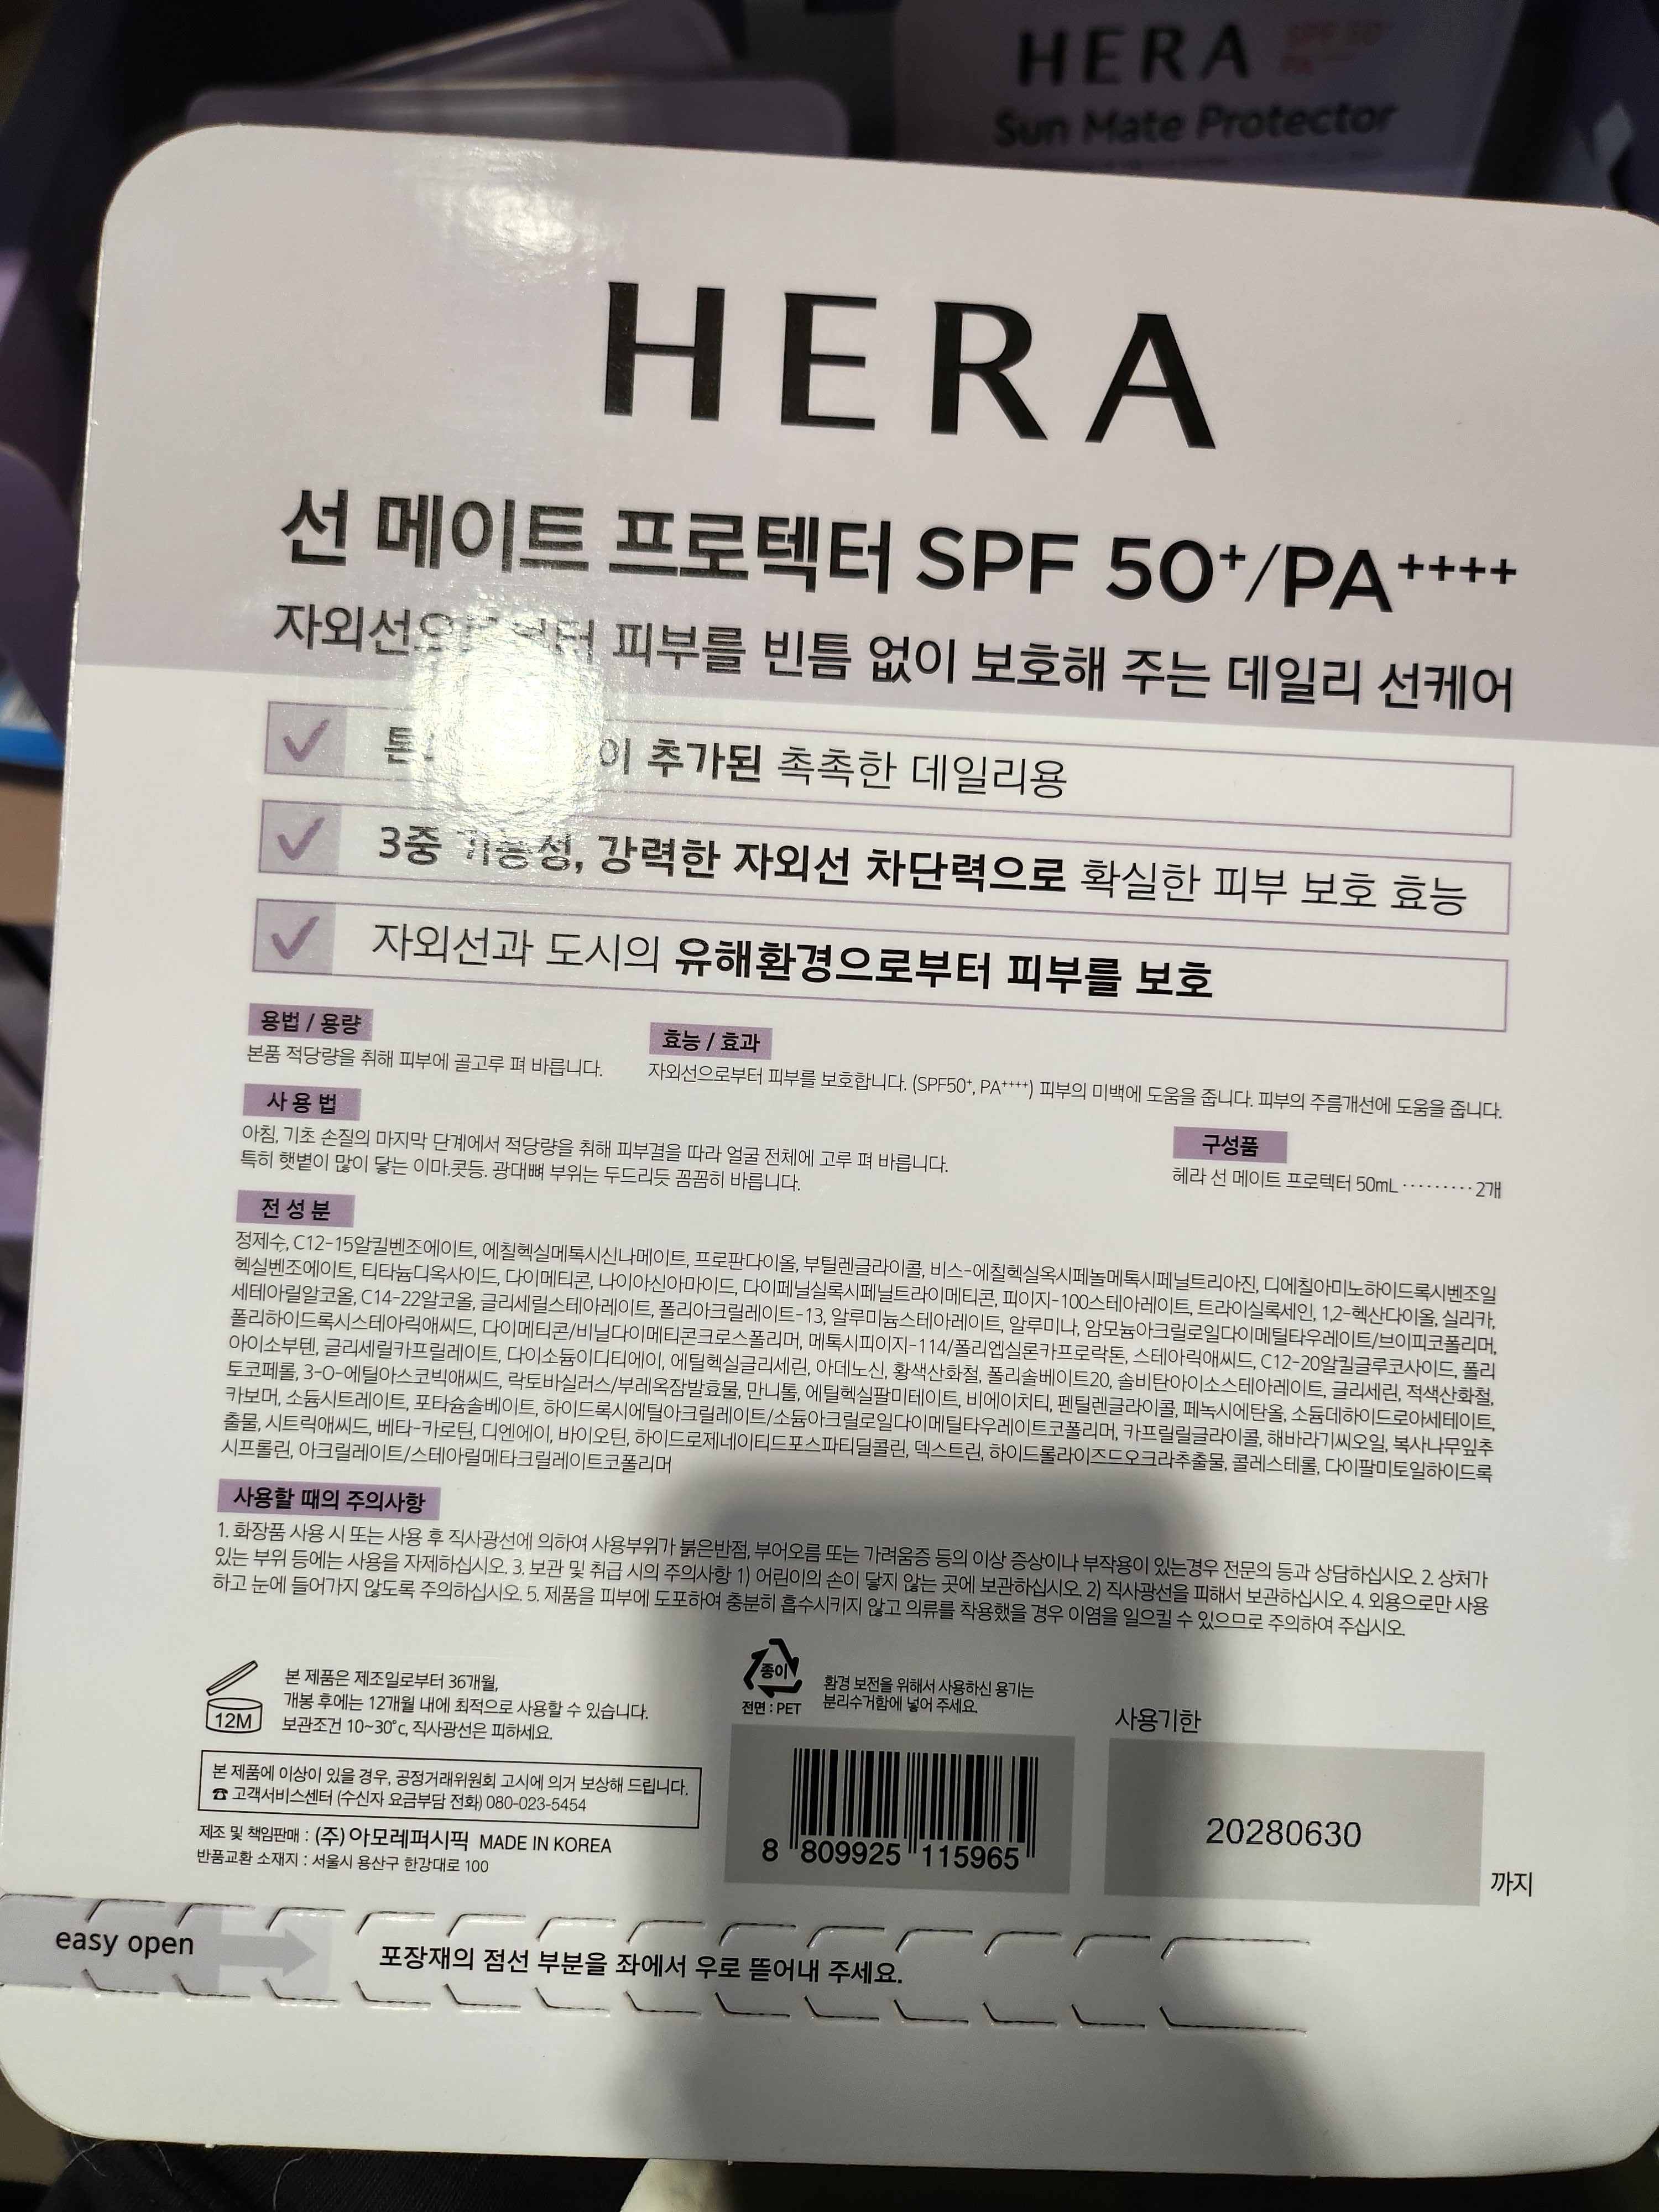 HERA SPF 50
Sun Mate Protector
HERA
선 메이트 프로텍터 SPF 50+/PA++++
자외선으로부터 피부를 빈틈 없이 보호해 주는 데일리 선케어
이 추가된 촉촉한 데일리용
3중 기능성, 강력한 자외선 차단력으로 확실한 피부 보호 효능
자외선과 도시의 유해환경으로부터 피부를 보호
용법 / 용량
본품 적당량을 취해 피부에 골고루 펴 바릅니다.
효능 / 효과
자외선으로부터 피부를 보호합니다. (SPF50+, PA++++) 피부의 미백에 도움을 줍니다. 피부의 주름개선에 도움을 줍니다.
사 용 법
아침, 기초 손질의 마지막 단계에서 적당량을 취해 피부결을 따라 얼굴 전체에 고루 펴 바릅니다.
특히 햇볕이 많이 닿는 이마.콧등. 광대뼈 부위는 두드리듯 꼼꼼히 바릅니다.
구성품
헤라 선 메이트 프로텍터 50mL ········· 2개
전 성 분
정제수, C12-15알킬벤조에이트, 에칠헥실메톡시신나메이트, 프로판다이올, 부틸렌글라이콜, 비스-에칠헥실옥시페놀메톡시페닐트리아진, 디에칠아미노하이드록시벤조일
헥실벤조에이트, 티타늄디옥사이드, 다이메티콘, 나이아신아마이드, 다이페닐실록시페닐트라이메티콘, 피이지-100스테아레이트, 트라이실록세인, 1,2-헥산다이올, 실리카,
세테아릴알코올, C14-22알코올, 글리세릴스테아레이트, 폴리아크릴레이트-13, 알루미늄스테아레이트, 알루미나, 암모늄아크릴로일다이메틸타우레이트/브이피코폴리머,
폴리하이드록시스테아릭애씨드, 다이메티콘/비닐다이메티콘크로스폴리머, 메톡시피이지-114/폴리엡실론카프로락톤, 스테아릭애씨드, C12-20알킬글루코사이드, 폴리
아이소부텐, 글리세릴카프릴레이트, 다이소듐이디티에이, 에틸헥실글리세린, 아데노신, 황색산화철, 폴리솔베이트20, 솔비탄아이소스테아레이트, 글리세린, 적색산화철,
토코페롤, 3-O-에틸아스코빅애씨드, 락토바실러스/부레옥잠발효물, 만니톨, 에틸헥실팔미테이트, 비에이치티, 펜틸렌글라이콜, 페녹시에탄올, 소듐데하이드로아세테이트,
카보머, 소듐시트레이트, 포타슘솔베이트, 하이드록시에틸아크릴레이트/소듐아크릴로일다이메틸타우레이트코폴리머, 카프릴릴글라이콜, 해바라기씨오일, 복사나무잎추
출물, 시트릭애씨드, 베타-카로틴, 디엔에이, 바이오틴, 하이드로제네이티드포스파티딜콜린, 덱스트린, 하이드롤라이즈드오크라추출물, 콜레스테롤, 다이팔미토일하이드록
시프롤린, 아크릴레이트/스테아릴메타크릴레이트코폴리머
사용할 때의 주의사항
1. 화장품 사용 시 또는 사용 후 직사광선에 의하여 사용부위가 붉은반점, 부어오름 또는 가려움증 등의 이상 증상이나 부작용이 있는경우 전문의 등과 상담하십시오. 2. 상처가
있는 부위 등에는 사용을 자제하십시오. 3. 보관 및 취급 시의 주의사항 1) 어린이의 손이 닿지 않는 곳에 보관하십시오. 2) 직사광선을 피해서 보관하십시오. 4. 외용으로만 사용
하고 눈에 들어가지 않도록 주의하십시오. 5. 제품을 피부에 도포하여 충분히 흡수시키지 않고 의류를 착용했을 경우 이염을 일으킬 수 있으므로 주의하여 주십시오.
12M
본 제품은 제조일로부터 36개월,
개봉 후에는 12개월 내에 최적으로 사용할 수 있습니다.
보관조건 10~30°c, 직사광선은 피하세요.
종이
전면 : PET
환경 보전을 위해서 사용하신 용기는
분리수거함에 넣어 주세요.
본 제품에 이상이 있을 경우, 공정거래위원회 고시에 의거 보상해 드립니다.
☎ 고객서비스센터 (수신자 요금부담 전화) 080-023-5454
제조 및 책임판매 : (주)아모레퍼시픽 MADE IN KOREA
반품교환 소재지 : 서울시 용산구 한강대로 100
8 809925 115965
사용기한
20280630
까지
easy open
포장재의 점선 부분을 좌에서 우로 뜯어내 주세요.